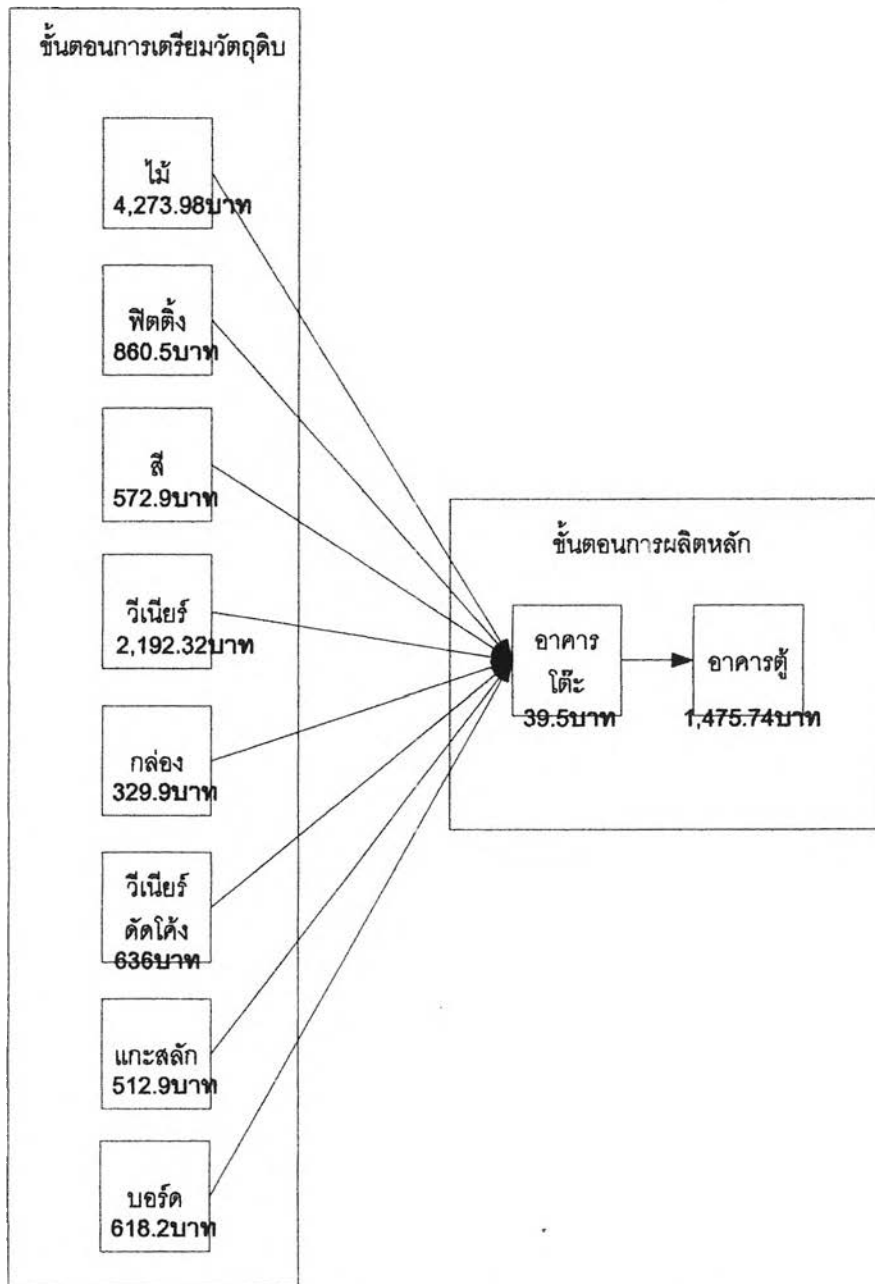 ขั้นตอนการเตรียมวัตถุดิบ
ไม้
4,273.98บาท
ฟิตติ้ง
860.5บาท
สี
572.9บาท
วีเนียร์
2,192.32บาท
กล่อง
329.9บาท
วีเนียร์
ดัดโค้ง
636บาท
แกะสลัก
512.9บาท
บอร์ด
618.2บาท
ขั้นตอนการผลิตหลัก
อาคาร
โต๊ะ
39.5บาท
อาคารตู้
1,475.74บาท